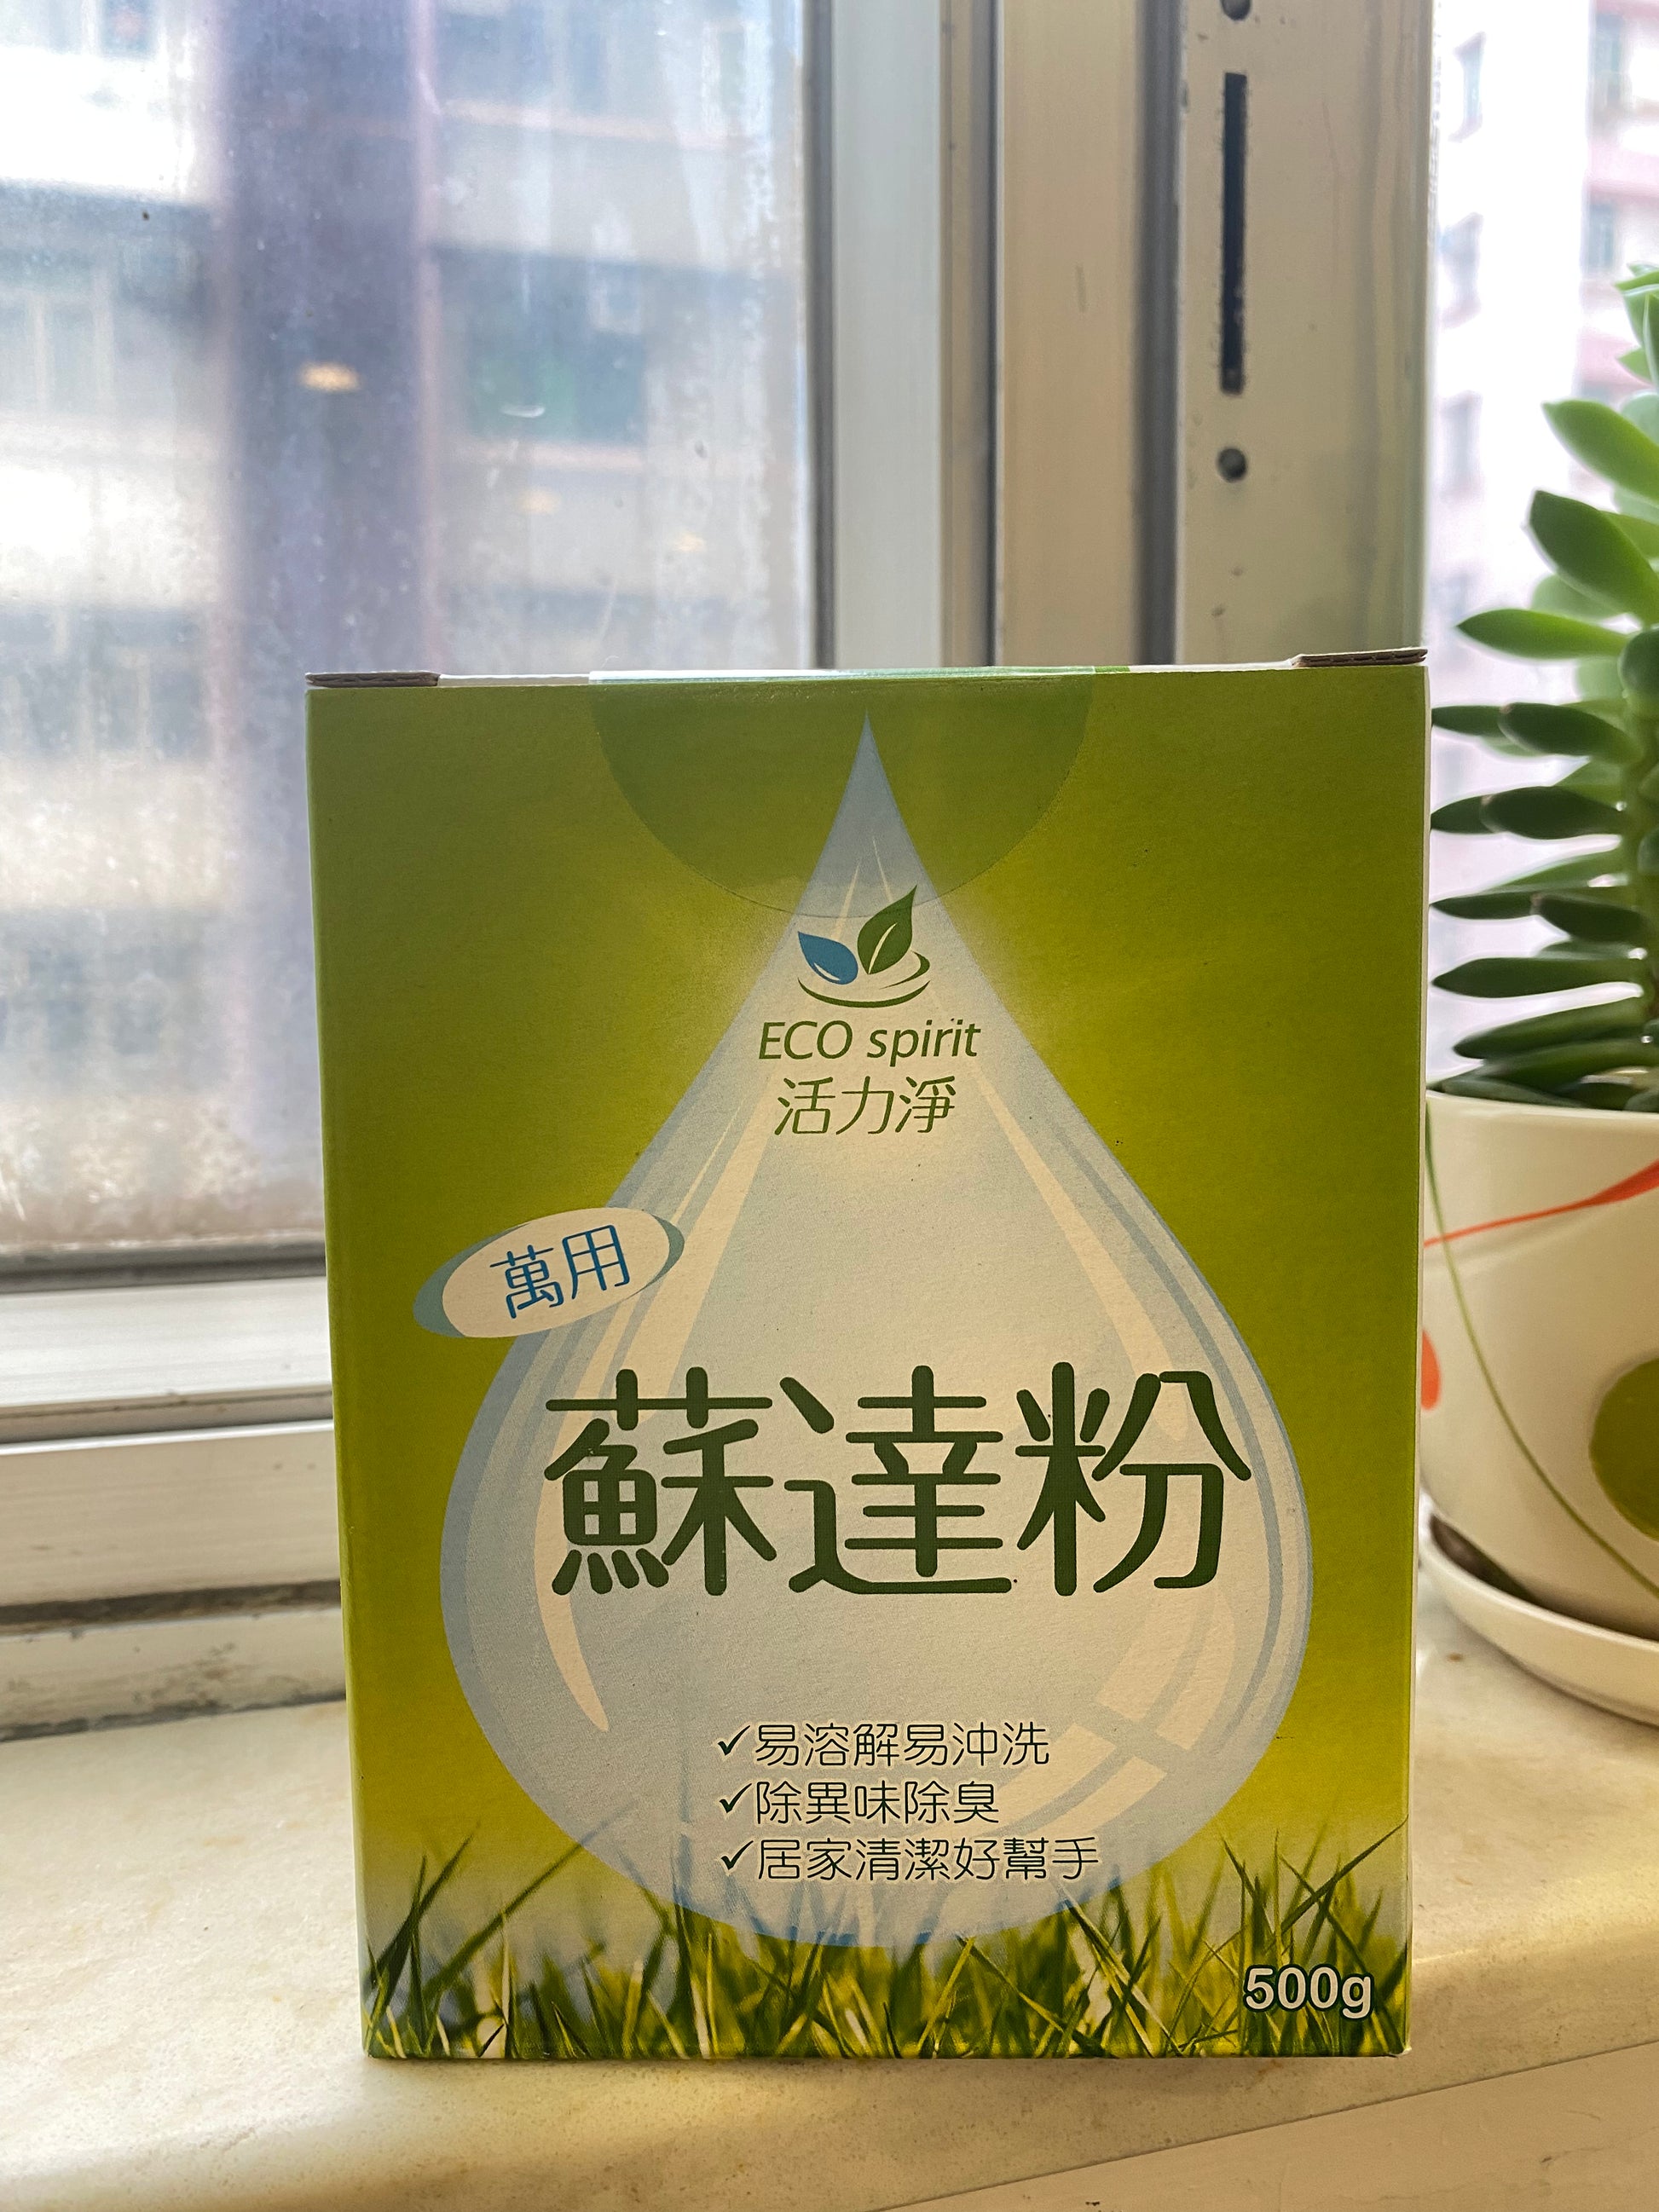 ECO spirit
活力淨
萬用
蘇達粉
✓易溶解易沖洗
✓除異味除臭
✓居家清潔好幫手
500g